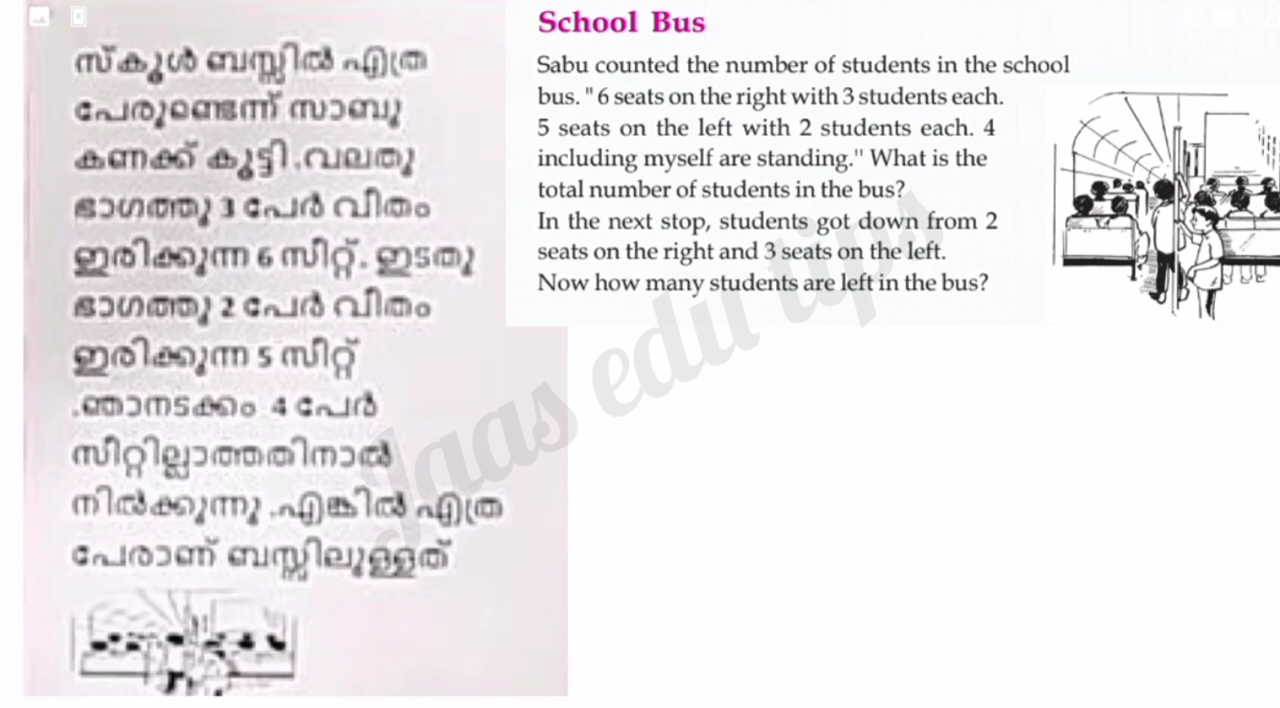 സ്കൂൾ ബസ്സിൽ എത്ര
പേരുണ്ടെന്ന് സാബു
കണക്ക് കൂട്ടി .വലതു
ഭാഗത്തു 3 പേർ വീതം
ഇരിക്കുന്ന 6 സീറ്റ്. ഇടതു
ഭാഗത്തു 2 പേർ വീതം
ഇരിക്കുന്ന 5 സീറ്റ്
.ഞാനടക്കം 4 പേർ
സീറ്റില്ലാത്തതിനാൽ
നിൽക്കുന്നു .എങ്കിൽ എത്ര
പേരാണ് ബസ്സിലുള്ളത്
School Bus
Sabu counted the number of students in the school
bus. "6 seats on the right with 3 students each.
5 seats on the left with 2 students each. 4
including myself are standing." What is the
total number of students in the bus?
In the next stop, students got down from 2
seats on the right and 3 seats on the left.
Now how many students are left in the bus?
Jaas edu tips